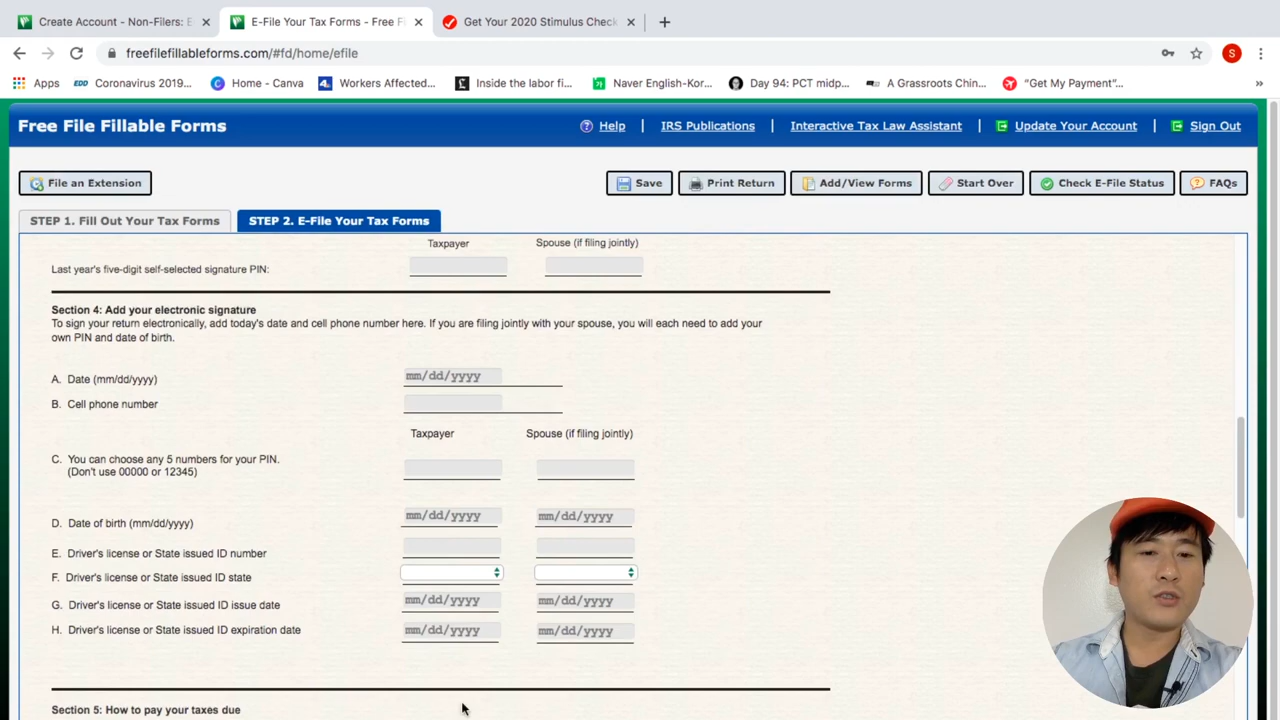 Create Account - Non-Filers: E
E-File Your Tax Forms - Free Fi
Get Your 2020 Stimulus Check
freefilefillableforms.com/#fd/home/efile
S
Apps
EDD Coronavirus 2019...
Home - Canva
Workers Affected...
Inside the labor fi...
Naver English-Kor...
Day 94: PCT midp...
A Grassroots Chin...
"Get My Payment"...
Free File Fillable Forms
Help | IRS Publications | Interactive Tax Law Assistant | Update Your Account | Sign Out
File an Extension
Save
Print Return
Add/View Forms
Start Over
Check E-File Status
FAQs
STEP 1. Fill Out Your Tax Forms
STEP 2. E-File Your Tax Forms
Taxpayer Spouse (if filing jointly)
Last year's five-digit self-selected signature PIN:
Section 4: Add your electronic signature
To sign your return electronically, add today's date and cell phone number here. If you are filing jointly with your spouse, you will each need to add your
own PIN and date of birth.
A. Date (mm/dd/yyyy) mm/dd/yyyy
B. Cell phone number
Taxpayer Spouse (if filing jointly)
C. You can choose any 5 numbers for your PIN.
(Don't use 00000 or 12345)
D. Date of birth (mm/dd/yyyy) mm/dd/yyyy mm/dd/yyyy
E. Driver's license or State issued ID number
F. Driver's license or State issued ID state
G. Driver's license or State issued ID issue date mm/dd/yyyy mm/dd/yyyy
H. Driver's license or State issued ID expiration date mm/dd/yyyy mm/dd/yyyy
Section 5: How to pay your taxes due